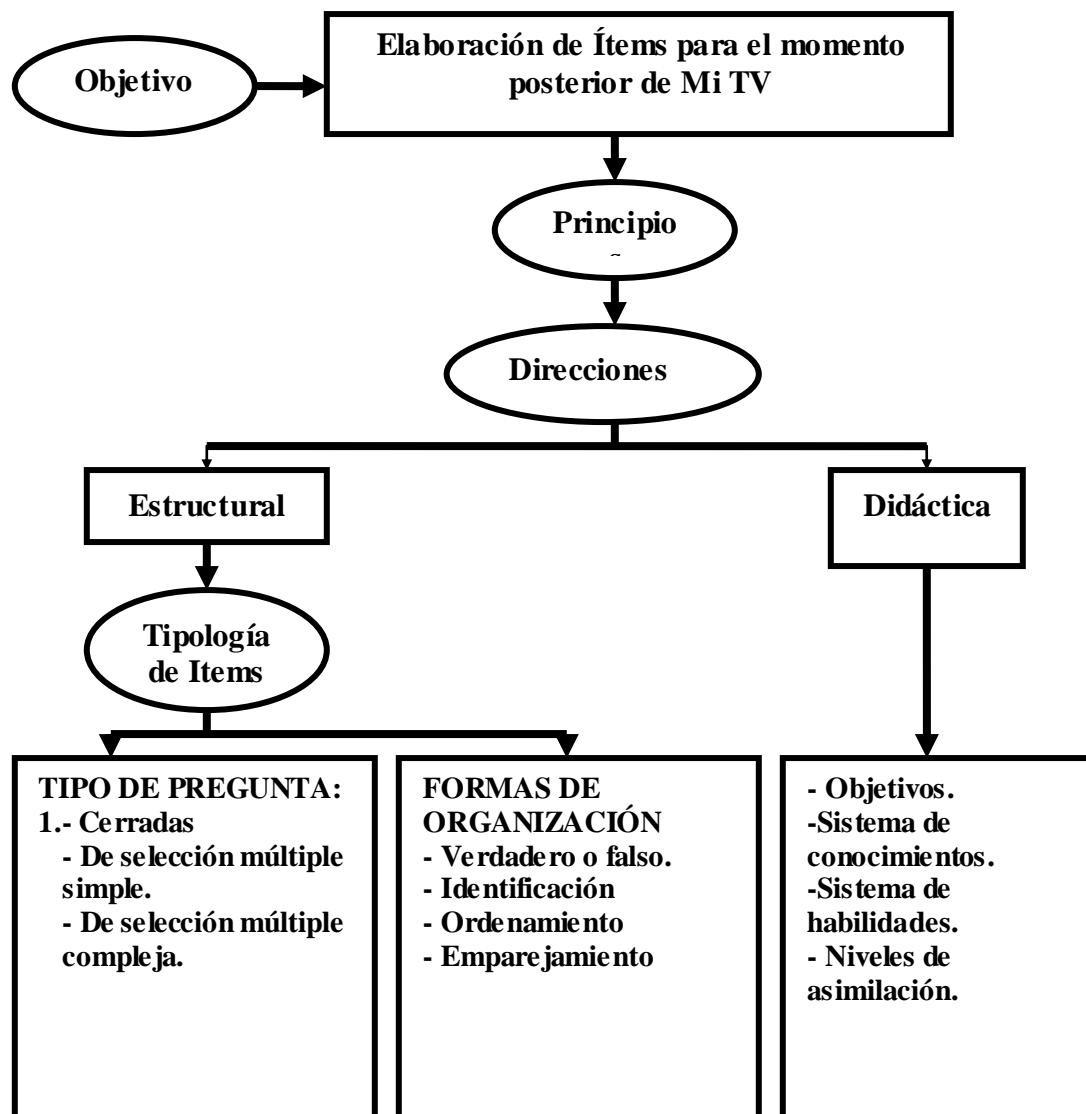 Objetivo
Elaboración de Ítems para el momento
posterior de Mi TV
Principio
Direcciones
Estructural
Didáctica
Tipología
de Items
TIPO DE PREGUNTA:
1.- Cerradas
- De selección múltiple
simple.
- De selección múltiple
compleja.
FORMAS DE
ORGANIZACIÓN
- Verdadero o falso.
- Identificación
- Ordenamiento
- Emparejamiento
- Objetivos.
-Sistema de
conocimientos.
-Sistema de
habilidades.
- Niveles de
asimilación.